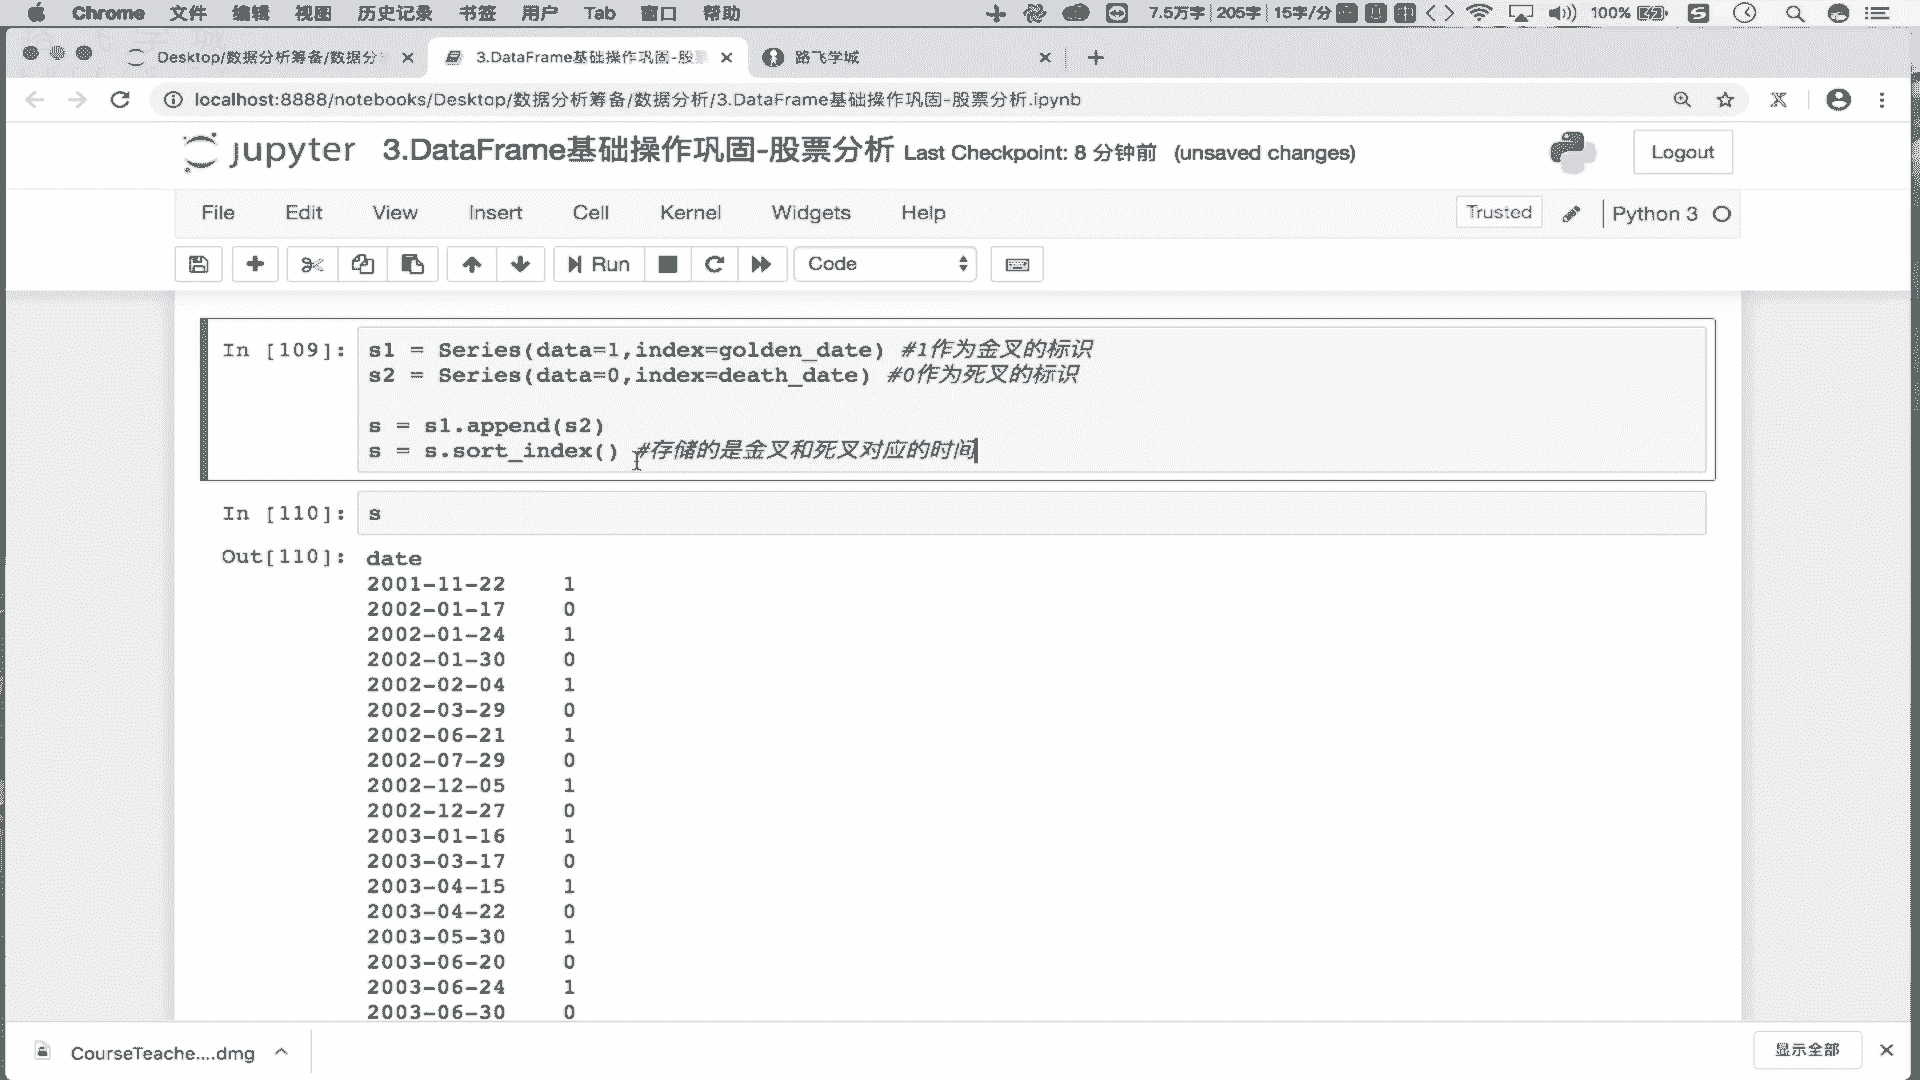 Chrome 文件 编辑 视图 历史记录 书签 用户 Tab 窗口 帮助 7.5万字 205字 15字/分 100%
Desktop/数据分析筹备/数据分
3.DataFrame基础操作巩固-股
路飞学城
localhost:8888/notebooks/Desktop/数据分析筹备/数据分析/3.DataFrame基础操作巩固-股票分析.ipynb
jupyter 3.DataFrame基础操作巩固-股票分析 Last Checkpoint: 8 分钟前 (unsaved changes)
Logout
File Edit View Insert Cell Kernel Widgets Help
Trusted Python 3
Run Code
In [109]: s1 = Series(data=1,index=golden_date) #1作为金叉的标识
s2 = Series(data=0,index=death_date) #0作为死叉的标识
s = s1.append(s2)
s = s.sort_index() #存储的是金叉和死叉对应的时间
In [110]: s
Out[110]: date
2001-11-22 1
2002-01-17 0
2002-01-24 1
2002-01-30 0
2002-02-04 1
2002-03-29 0
2002-06-21 1
2002-07-29 0
2002-12-05 1
2002-12-27 0
2003-01-16 1
2003-03-17 0
2003-04-15 1
2003-04-22 0
2003-05-30 1
2003-06-20 0
2003-06-24 1
2003-06-30 0
CourseTeache....dmg
显示全部